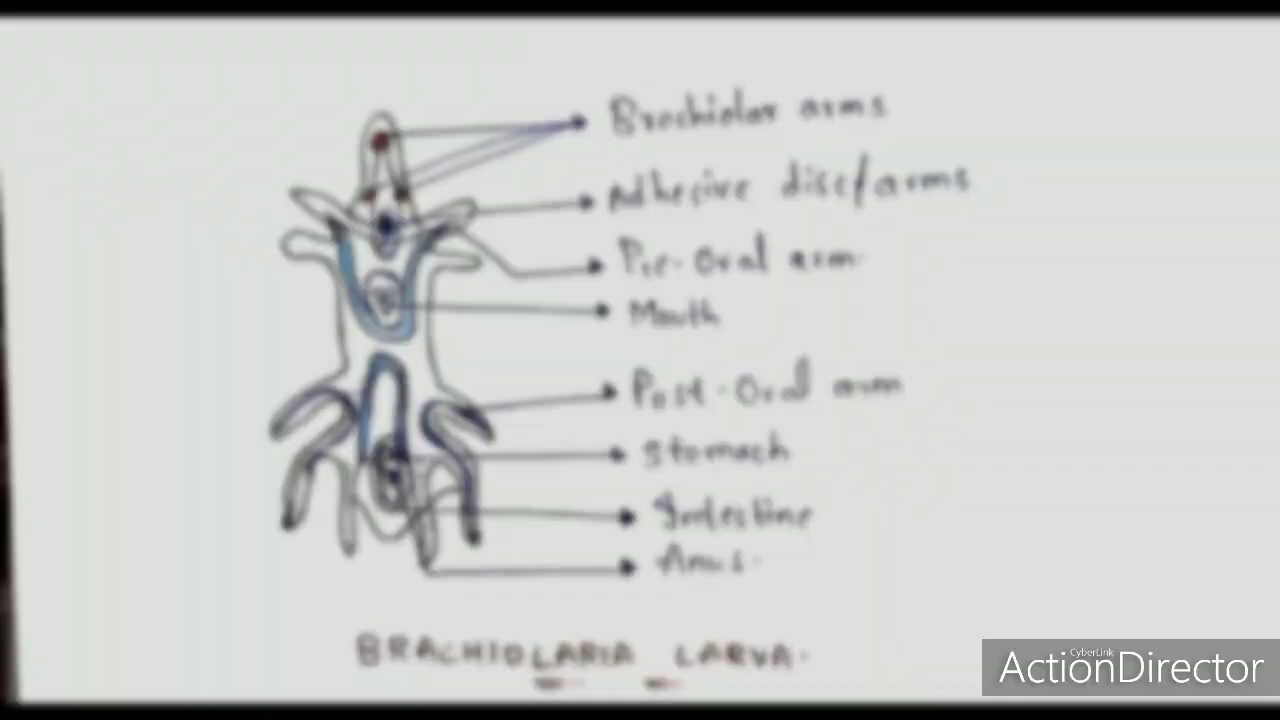 Brachiolar arms
Adhesive disc/arms
Pre-Oral arm
Mouth
Post-Oral arm
Stomach
Intestine
Anus.
BRACHIOLARIA LARVA.
CyberLink
ActionDirector